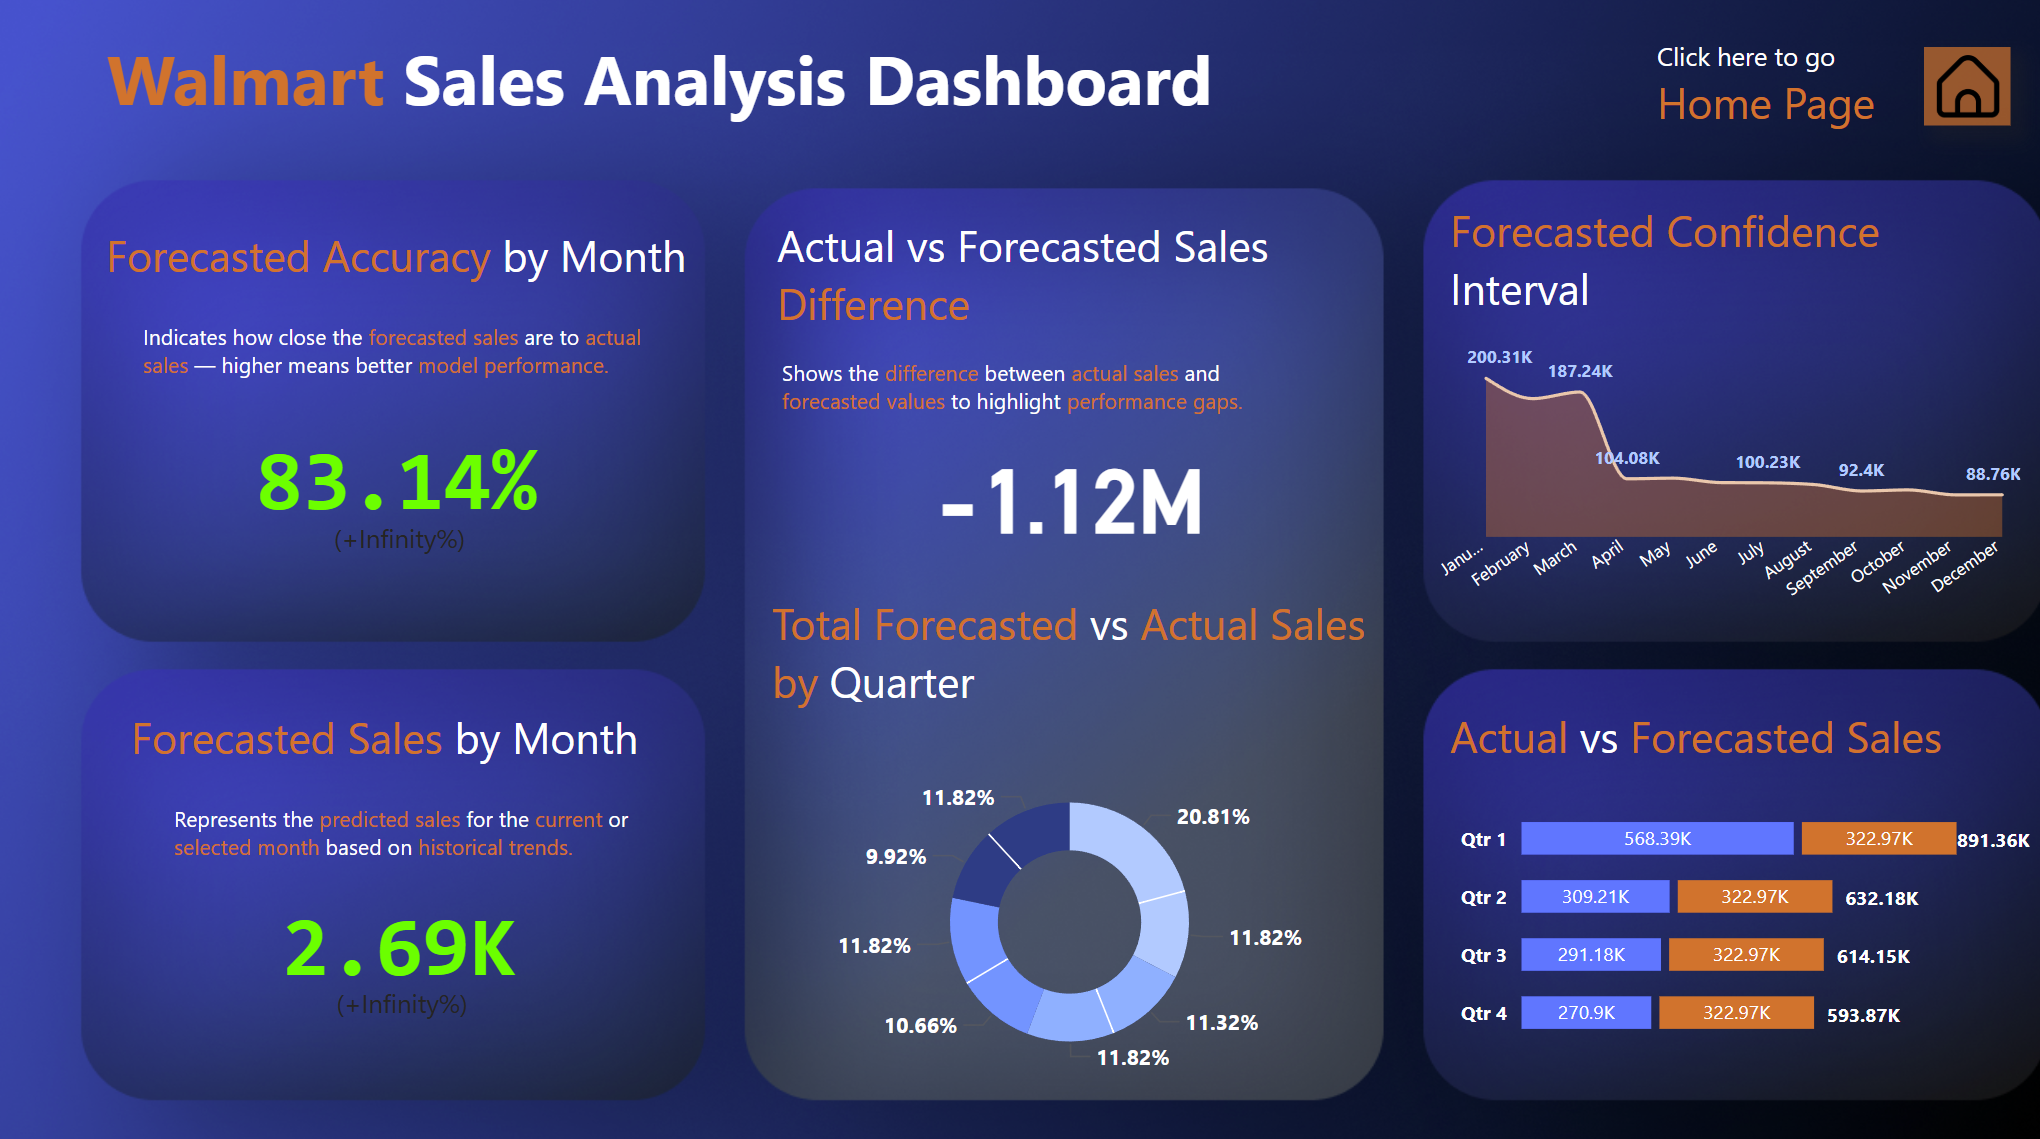 Walmart Sales Analysis Dashboard
Click here to go
Home Page
Forecasted Accuracy by Month
Indicates how close the forecasted sales are to actual
sales — higher means better model performance.
83.14%
(+Infinity%)
Forecasted Sales by Month
Represents the predicted sales for the current or
selected month based on historical trends.
2.69K
(+Infinity%)
Actual vs Forecasted Sales
Difference
Shows the difference between actual sales and
forecasted values to highlight performance gaps.
-1.12M
Total Forecasted vs Actual Sales
by Quarter
11.82%
20.81%
9.92%
11.82%
11.82%
10.66%
11.32%
11.82%
Forecasted Confidence
Interval
200.31K
187.24K
104.08K
100.23K
92.4K
88.76K
Janu...
February
March
April
May
June
July
August
September
October
November
December
Actual vs Forecasted Sales
Qtr 1 568.39K 322.97K 891.36K
Qtr 2 309.21K 322.97K 632.18K
Qtr 3 291.18K 322.97K 614.15K
Qtr 4 270.9K 322.97K 593.87K